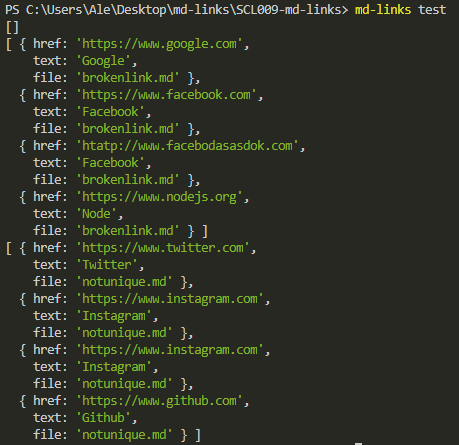 PS C:\Users\Ale\Desktop\md-links\SCL009-md-links> md-links test
[]
[ { href: 'https://www.google.com',
text: 'Google',
file: 'brokenlink.md' },
{ href: 'https://www.facebook.com',
text: 'Facebook',
file: 'brokenlink.md' },
{ href: 'htatp://www.facebodasasdok.com',
text: 'Facebook',
file: 'brokenlink.md' },
{ href: 'https://www.nodejs.org',
text: 'Node',
file: 'brokenlink.md' } ]
[ { href: 'https://www.twitter.com',
text: 'Twitter',
file: 'notunique.md' },
{ href: 'https://www.instagram.com',
text: 'Instagram',
file: 'notunique.md' },
{ href: 'https://www.instagram.com',
text: 'Instagram',
file: 'notunique.md' },
{ href: 'https://www.github.com',
text: 'Github',
file: 'notunique.md' } ]